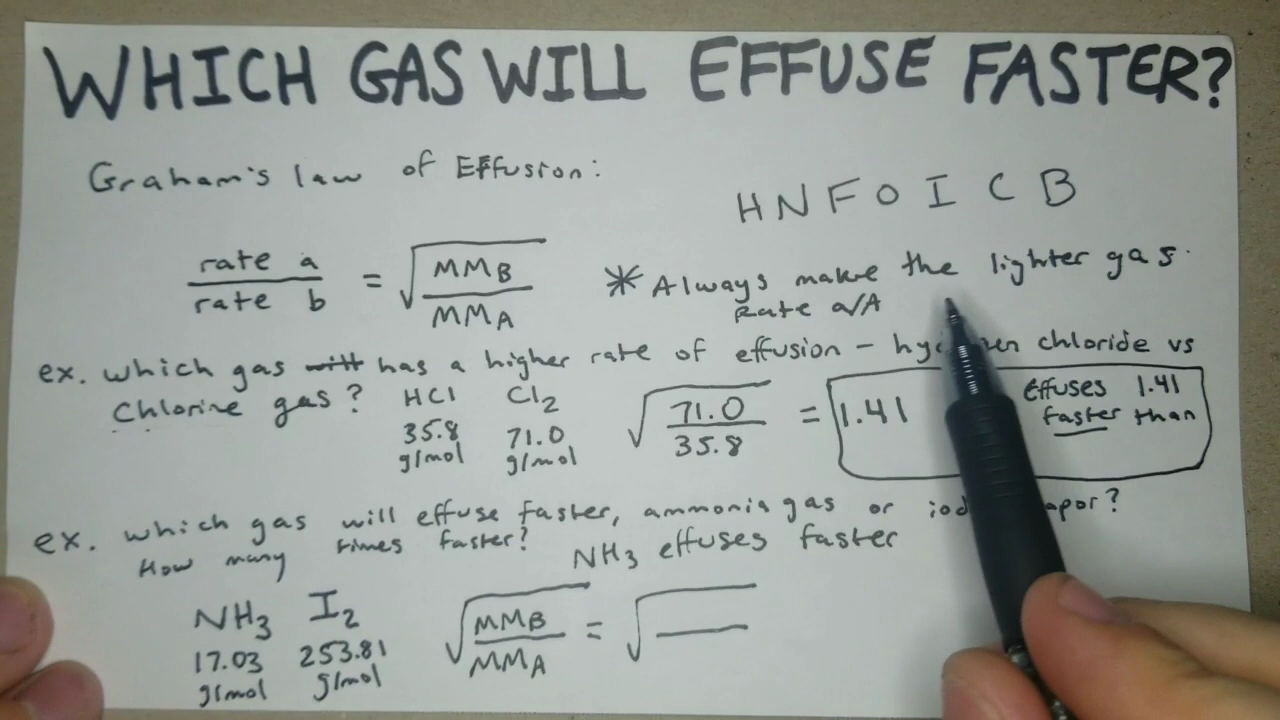 WHICH GAS WILL EFFUSE FASTER?
Graham's law of Effusion:
H N F O I C B
rate a
rate b
= √
MMB
MMA
* Always make the lighter gas
Rate a/A
ex. which gas has a higher rate of effusion - chloride vs
Chlorine gas?
HCl Cl2
35.8 71.0
g/mol g/mol
√ 71.0
35.8
= 1.41
Effuses 1.41
faster than
ex. which gas will effuse faster, ammonia gas or
How many times faster?
NH3 effuses faster
NH3 I2
17.03 253.81
g/mol g/mol
√ MMB
MMA
= √